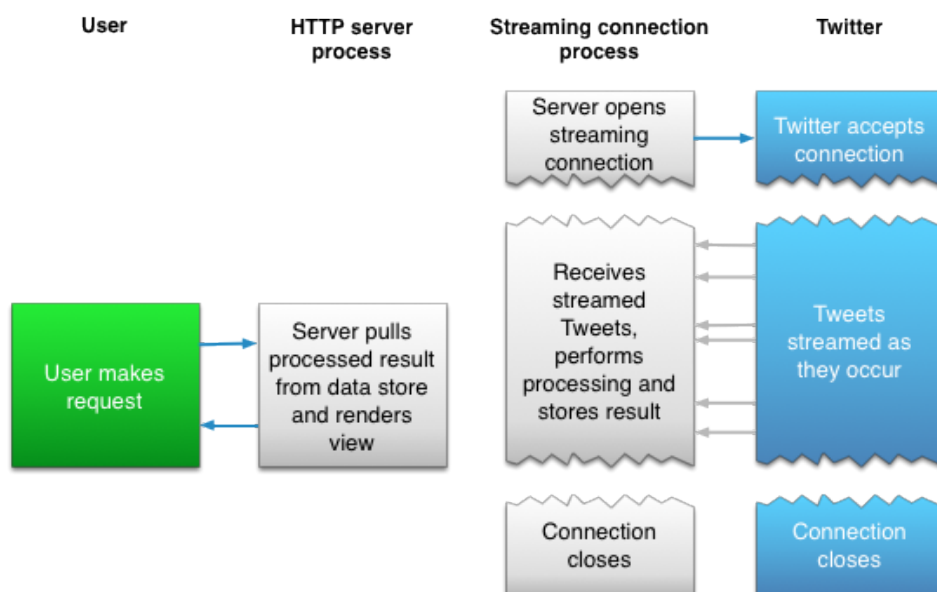 User
HTTP server
process
Streaming connection
process
Twitter
Server opens
streaming
connection
Twitter accepts
connection
User makes
request
Server pulls
processed result
from data store
and renders
view
Receives
streamed
Tweets,
performs
processing and
stores result
Tweets
streamed as
they occur
Connection
closes
Connection
closes